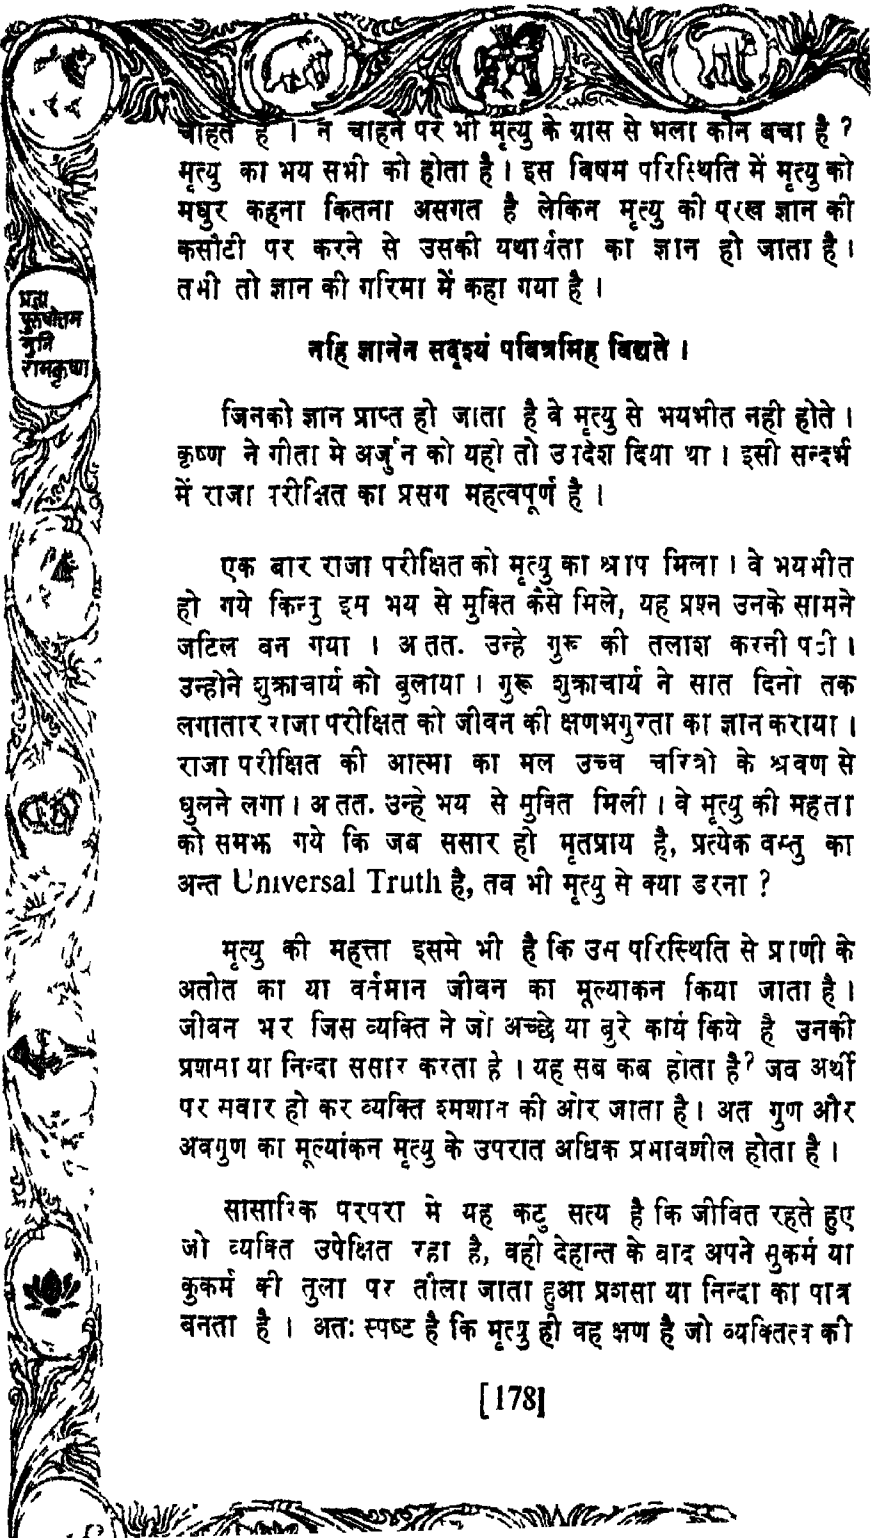 चाहते है । न चाहने पर भी मृत्यु के ग्रास से भला कौन बचा है ?
मृत्यु का भय सभी को होता है । इस विषम परिस्थिति में मृत्यु को
मधुर कहना कितना असगत है लेकिन मृत्यु को परख ज्ञान की
कसौटी पर करने से उसकी यथार्थता का ज्ञान हो जाता है ।
तभी तो ज्ञान की गरिमा में कहा गया है ।
प्रज्ञा
पुरुषोत्तम
मुनि
रामकृष्ण
नहि ज्ञानेन सदृश्यं पवित्रमिह विद्यते ।
जिनको ज्ञान प्राप्त हो जाता है वे मृत्यु से भयभीत नही होते ।
कृष्ण ने गीता मे अर्जुन को यही तो उपदेश दिया था । इसी सन्दर्भ
में राजा परीक्षित का प्रसग महत्वपूर्ण है ।
एक बार राजा परीक्षित को मृत्यु का श्राप मिला । वे भयभीत
हो गये किन्तु इस भय से मुक्ति कैसे मिले, यह प्रश्न उनके सामने
जटिल बन गया । अतत. उन्हे गुरू की तलाश करनी पडी ।
उन्होने शुक्राचार्य को बुलाया । गुरू शुक्राचार्य ने सात दिनो तक
लगातार राजा परीक्षित को जीवन की क्षणभगुरता का ज्ञान कराया ।
राजा परीक्षित की आत्मा का मल उच्च चरित्रो के श्रवण से
धुलने लगा । अतत. उन्हे भय से मुक्ति मिली । वे मृत्यु की महत्ता
को समझ गये कि जब ससार ही मृतप्राय है, प्रत्येक वस्तु का
अन्त Universal Truth है, तब भी मृत्यु से क्या डरना ?
मृत्यु की महत्ता इसमे भी है कि उस परिस्थिति से प्राणी के
अतीत का या वर्तमान जीवन का मूल्याकन किया जाता है ।
जीवन भर जिस व्यक्ति ने जो अच्छे या बुरे कार्य किये है उनकी
प्रशसा या निन्दा ससार करता है । यह सब कब होता है ? जब अर्थी
पर सवार हो कर व्यक्ति श्मशान की ओर जाता है । अत गुण और
अवगुण का मूल्यांकन मृत्यु के उपरात अधिक प्रभावशील होता है ।
सासारिक परपरा मे यह कटु सत्य है कि जीवित रहते हुए
जो व्यक्ति उपेक्षित रहा है, वही देहान्त के बाद अपने सुकर्म या
कुकर्म की तुला पर तौला जाता हुआ प्रशसा या निन्दा का पात्र
बनता है । अतः स्पष्ट है कि मृत्यु ही वह क्षण है जो व्यक्तित्व की
[178]